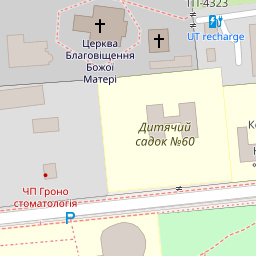 ТП-4323
UT recharge
Церква
Благовіщення
Божої
Матері
Дитячий
садок №60
ЧП Гроно
стоматологія
P